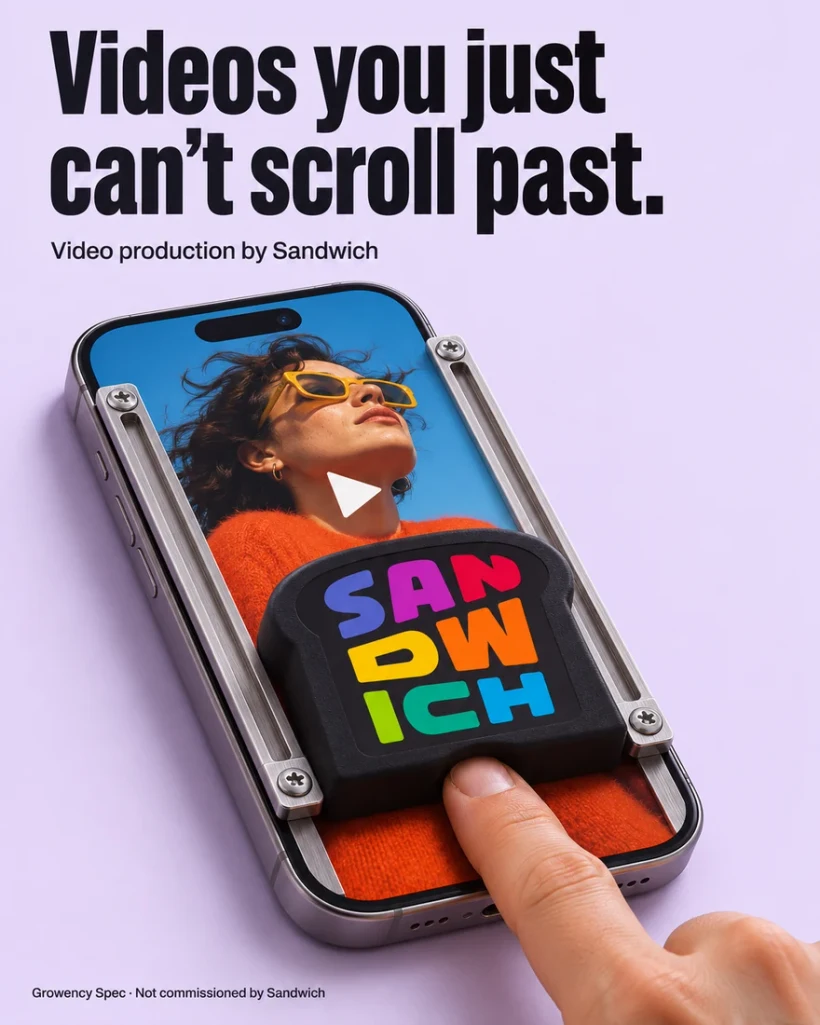 Videos you just
can’t scroll past.
Video production by Sandwich
SAN
DW
ICH
Growency Spec · Not commissioned by Sandwich